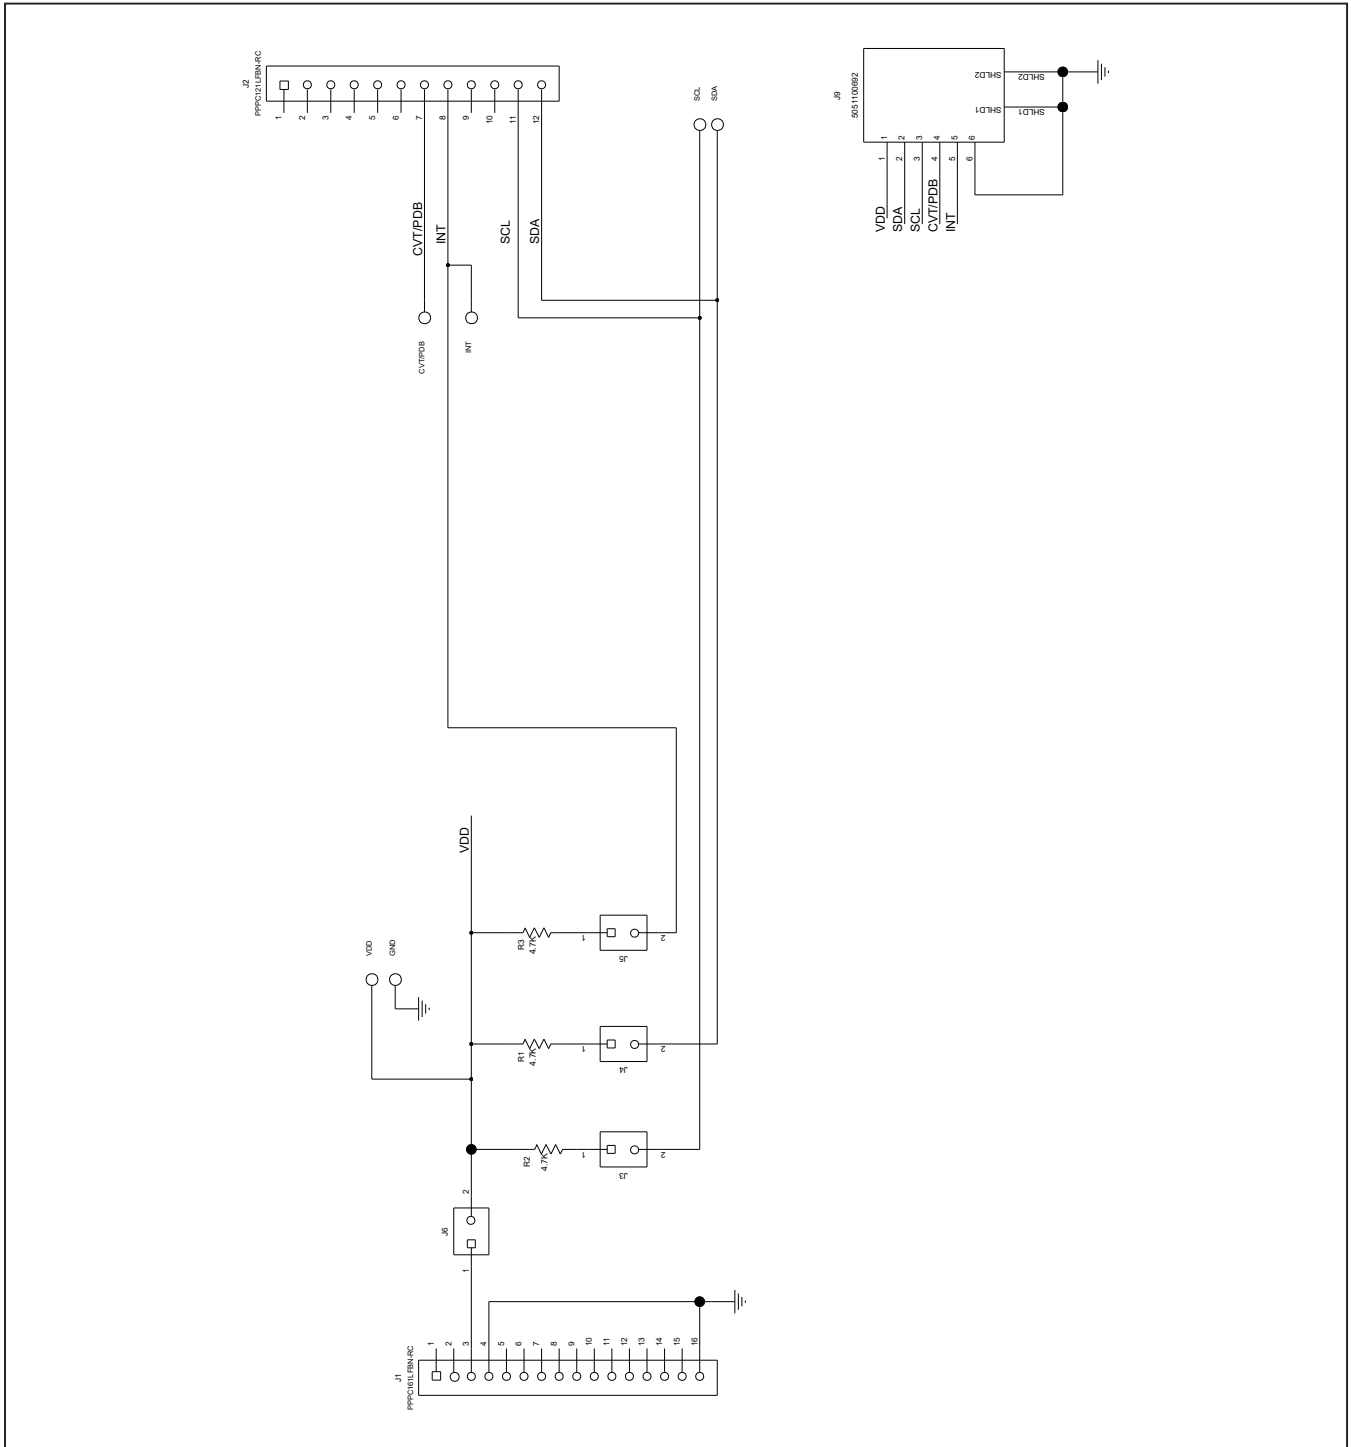 J2
PPPC121LFBN-RC
1
2
3
4
5
6
7
8
9
10
11
12
CVT/PDB
INT
SCL
SDA
CVT/PDB
INT
SCL
SDA
J9
5051100692
SHLD2
SHLD2
SHLD1
SHLD1
1
2
3
4
5
6
1
2
3
4
5
6
VDD
SDA
SCL
CVT/PDB
INT
VDD
VDD
GND
R3
4.7K
1
2
J5
R1
4.7K
1
2
J4
R2
4.7K
1
2
J3
2
J6
1
J1
PPPC161LFBN-RC
1
2
3
4
5
6
7
8
9
10
11
12
13
14
15
16